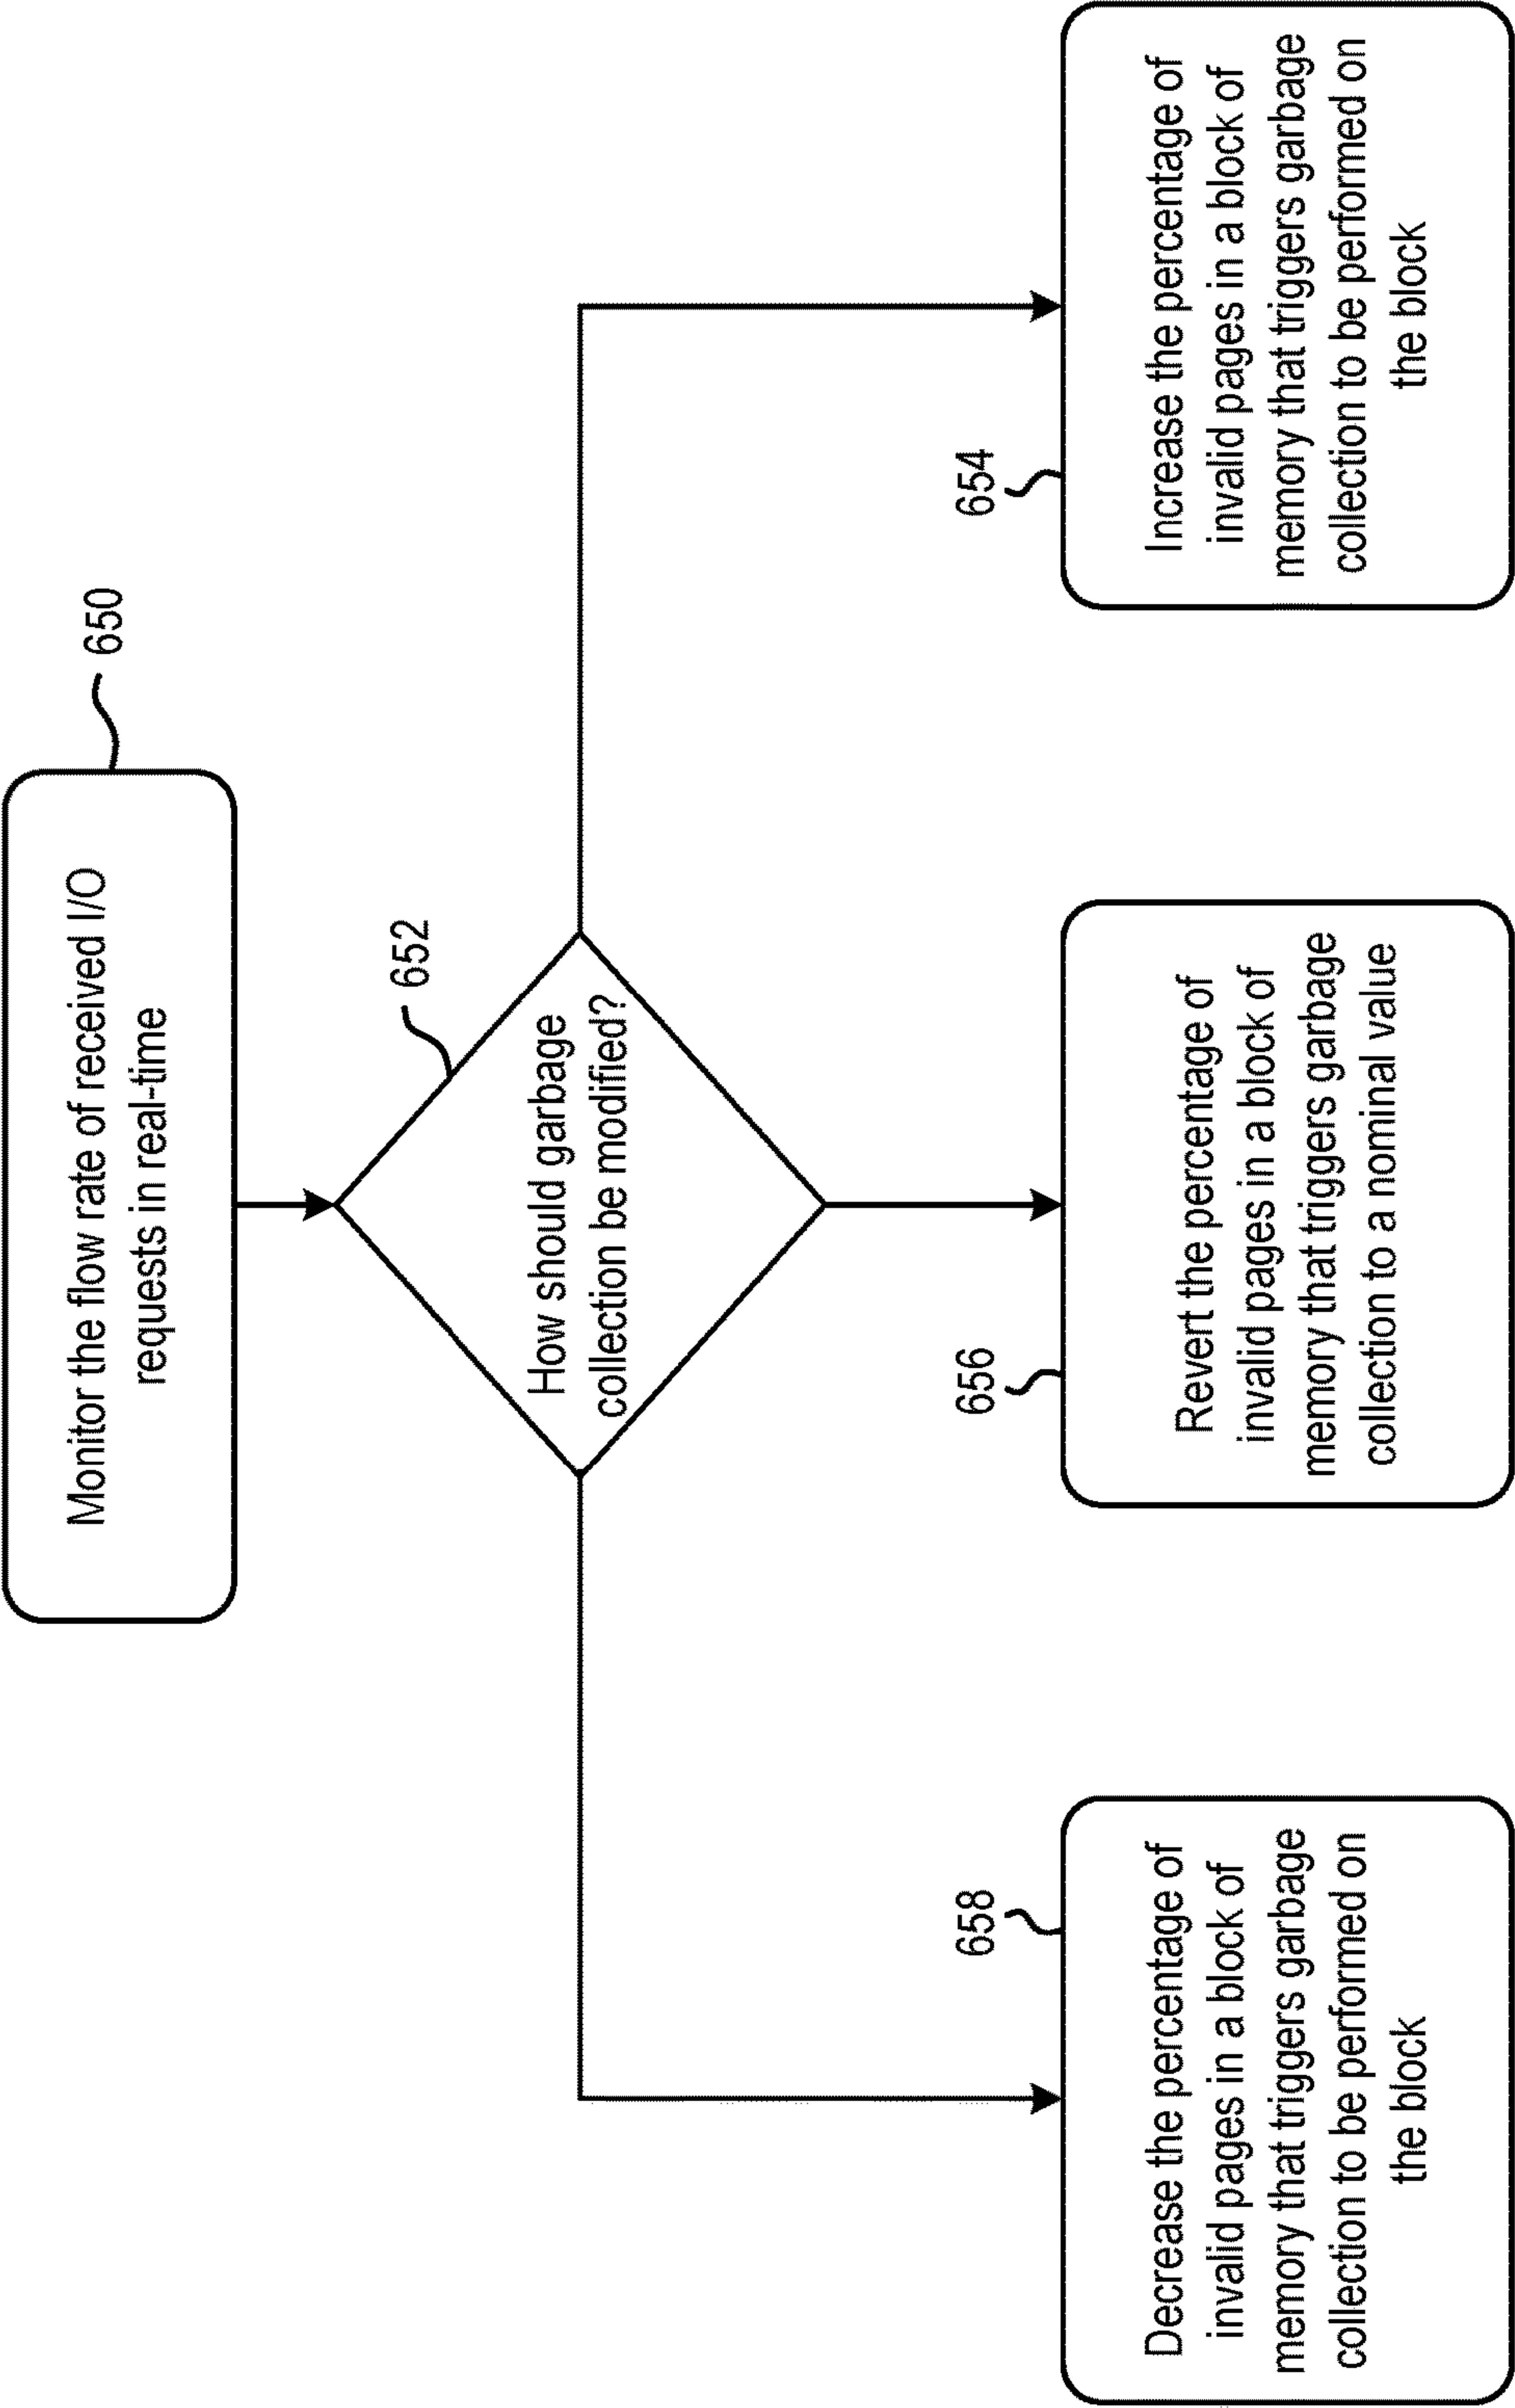 Monitor the flow rate of received I/O
requests in real-time
650
How should garbage
collection be modified?
652
658
Decrease the percentage of
invalid pages in a block of
memory that triggers garbage
collection to be performed on
the block
656
Revert the percentage of
invalid pages in a block of
memory that triggers garbage
collection to a nominal value
654
Increase the percentage of
invalid pages in a block of
memory that triggers garbage
collection to be performed on
the block